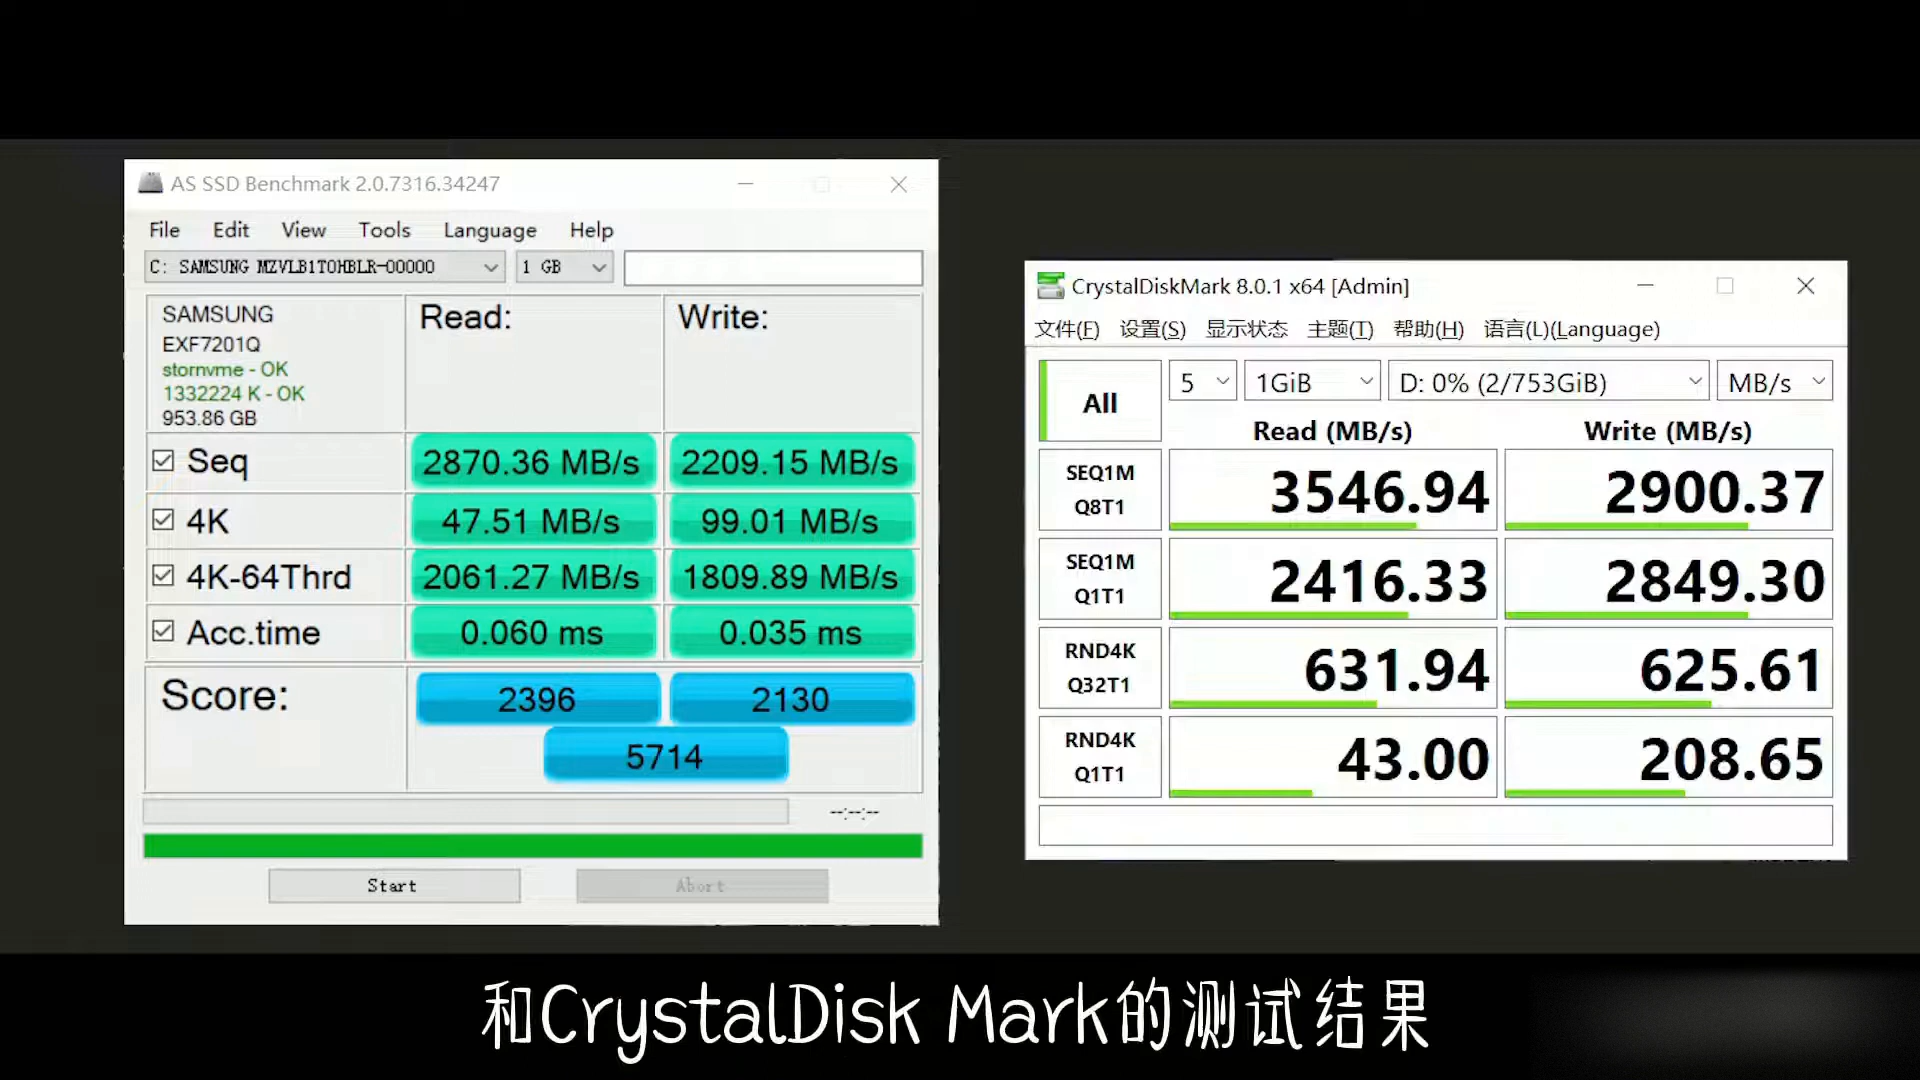 AS SSD Benchmark 2.0.7316.34247
File Edit View Tools Language Help
C: SAMSUNG MZVLB1T0HBLR-00000 1 GB
SAMSUNG
EXF7201Q
stornvme - OK
1332224 K - OK
953.86 GB
Read: Write:
Seq 2870.36 MB/s 2209.15 MB/s
4K 47.51 MB/s 99.01 MB/s
4K-64Thrd 2061.27 MB/s 1809.89 MB/s
Acc.time 0.060 ms 0.035 ms
Score: 2396 2130
5714
--:--:--
Start Abort
CrystalDiskMark 8.0.1 x64 [Admin]
文件(F) 设置(S) 显示状态 主题(T) 帮助(H) 语言(L)(Language)
All 5 1GiB D: 0% (2/753GiB) MB/s
Read (MB/s) Write (MB/s)
SEQ1M Q8T1 3546.94 2900.37
SEQ1M Q1T1 2416.33 2849.30
RND4K Q32T1 631.94 625.61
RND4K Q1T1 43.00 208.65
和CrystalDisk Mark的测试结果